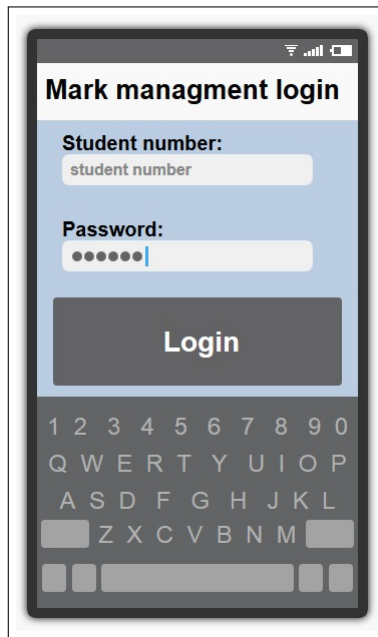 Mark managment login
Student number:
student number
Password:
Login
1 2 3 4 5 6 7 8 9 0
Q W E R T Y U I O P
A S D F G H J K L
Z X C V B N M